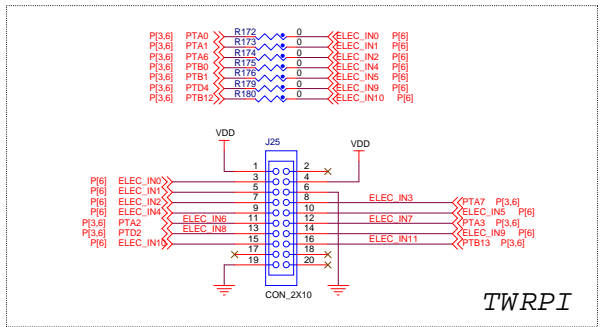 P[3,6] PTA0 R172 0 ELEC_IN0 P[6]
P[3,6] PTA1 R173 0 ELEC_IN1 P[6]
P[3,6] PTA6 R174 0 ELEC_IN2 P[6]
P[3,6] PTB0 R175 0 ELEC_IN4 P[6]
P[3,6] PTB1 R176 0 ELEC_IN5 P[6]
P[3,6] PTD4 R179 0 ELEC_IN9 P[6]
P[3,6] PTB12 R180 0 ELEC_IN10 P[6]
VDD J25 VDD
1 2
P[6] ELEC_IN0 3 4
P[6] ELEC_IN1 5 6
P[6] ELEC_IN2 7 8 ELEC_IN3 PTA7 P[3,6]
P[6] ELEC_IN4 9 10 ELEC_IN5 P[6]
P[3,6] PTA2 ELEC_IN6 11 12 ELEC_IN7 PTA3 P[3,6]
P[3,6] PTD2 ELEC_IN8 13 14 ELEC_IN9 P[6]
P[6] ELEC_IN10 15 16 ELEC_IN11 PTB13 P[3,6]
17 18
19 20
CON_2X10
TWRPI